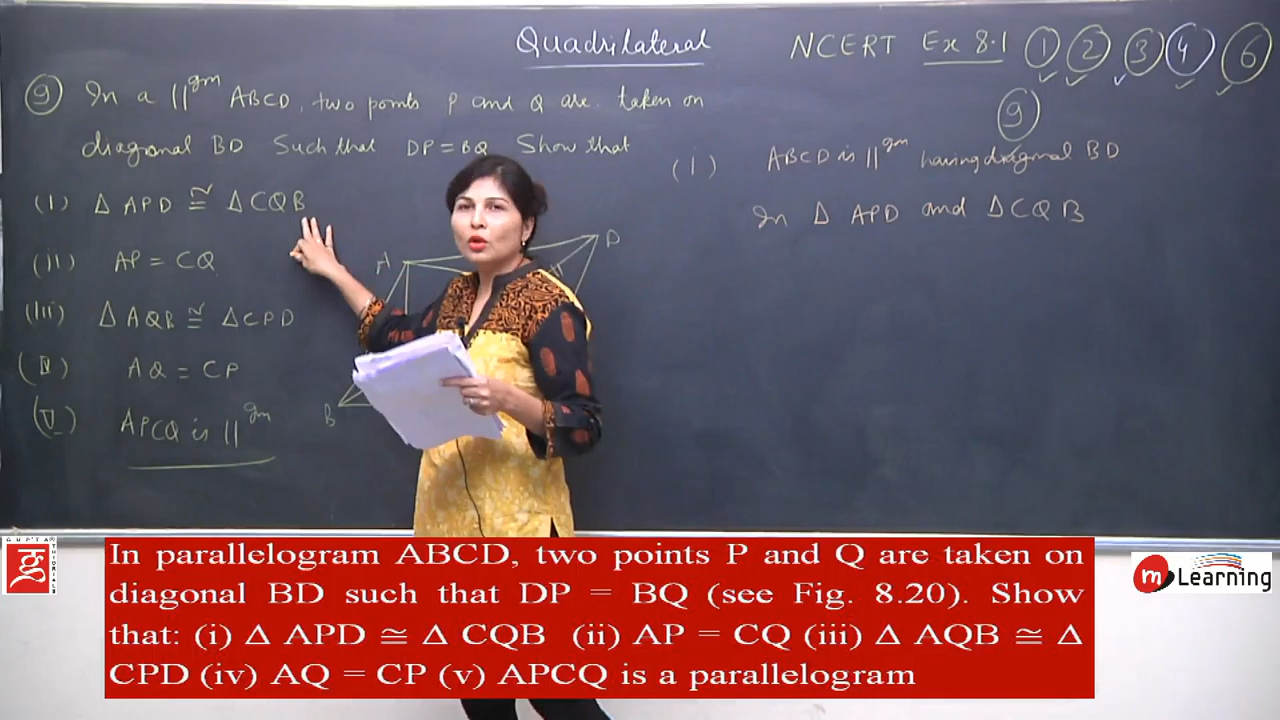 Quadrilateral
NCERT Ex 8.1 1 2 3 4 6
9
9 In a ||gm ABCD, two points P and Q are taken on
diagonal BD Such that DP = BQ Show that
(I) Δ APD ≅ Δ CQB
(ii) AP = CQ
(III) Δ AQB ≅ Δ CPD
(IV) AQ = CP
(V) APCQ is ||gm
A
D
B
(i) ABCD is ||gm having diagonal BD
In Δ APD and Δ CQB
In parallelogram ABCD, two points P and Q are taken on
diagonal BD such that DP = BQ (see Fig. 8.20). Show
that: (i) Δ APD ≅ Δ CQB (ii) AP = CQ (iii) Δ AQB ≅ Δ
CPD (iv) AQ = CP (v) APCQ is a parallelogram
GUPTA
TUTORIALS
m Learning